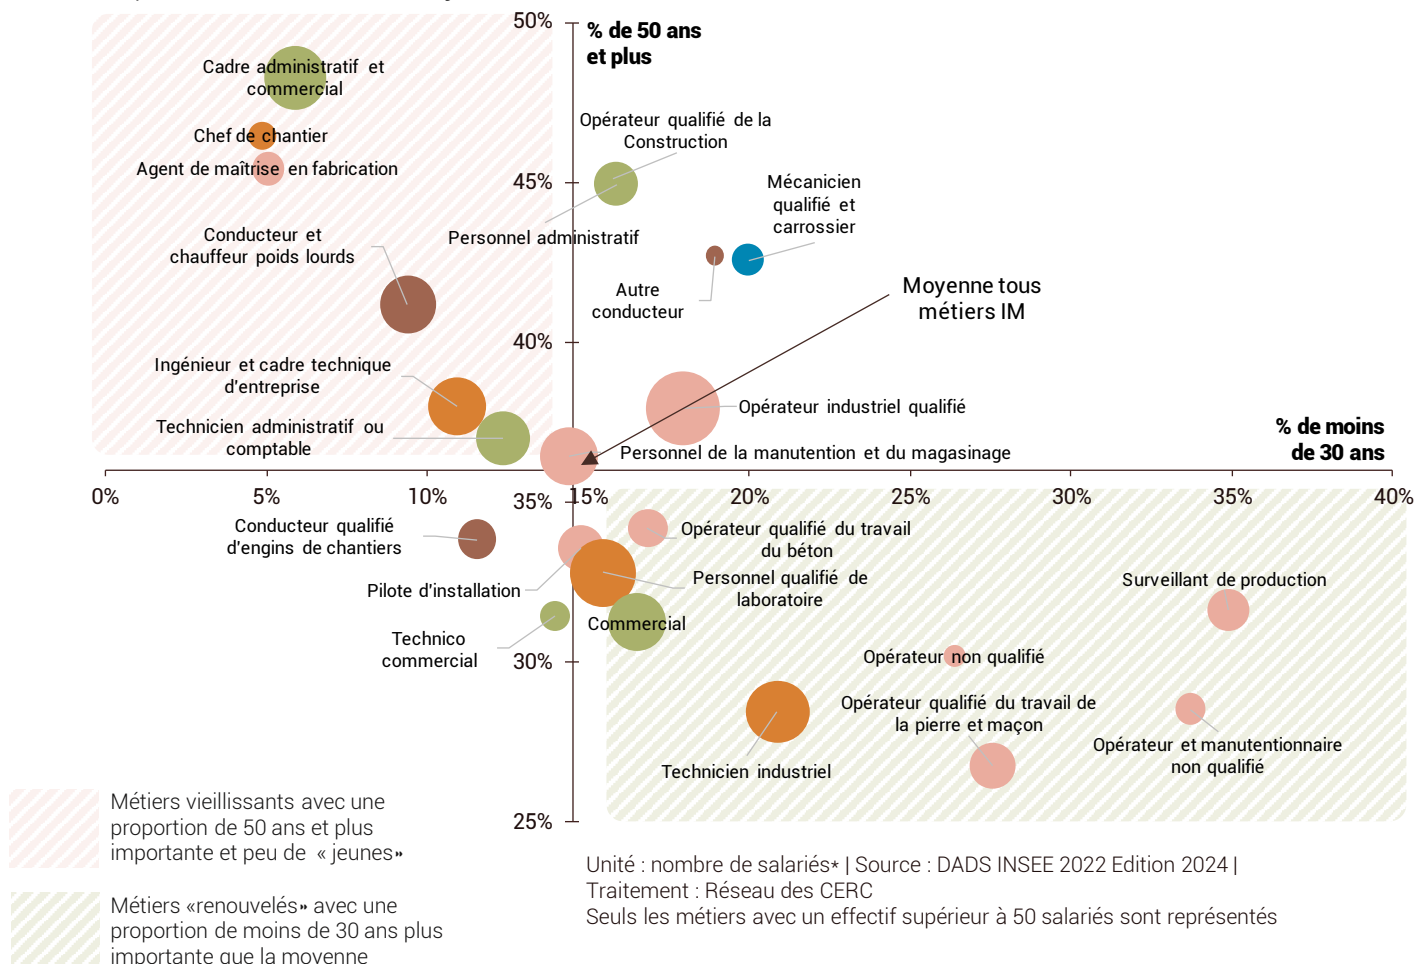 50%
% de 50 ans
et plus
Cadre administratif et
commercial
Chef de chantier
Agent de maîtrise en fabrication
Opérateur qualifié de la
Construction
45%
Mécanicien
qualifié et
carrossier
Personnel administratif
Conducteur et
chauffeur poids lourds
Autre
conducteur
Moyenne tous
métiers IM
40%
Ingénieur et cadre technique
d'entreprise
Opérateur industriel qualifié
Technicien administratif ou
comptable
Personnel de la manutention et du magasinage
% de moins
de 30 ans
0%
5%
10%
35%
15%
20%
25%
30%
35%
40%
Conducteur qualifié
d'engins de chantiers
Opérateur qualifié du travail
du béton
Pilote d'installation
Personnel qualifié de
laboratoire
Surveillant de production
Technico
commercial
Commercial
30%
Opérateur non qualifié
Opérateur qualifié du travail de
la pierre et maçon
Opérateur et manutentionnaire
non qualifié
Technicien industriel
25%
Métiers vieillissants avec une
proportion de 50 ans et plus
importante et peu de « jeunes»
Métiers «renouvelés» avec une
proportion de moins de 30 ans plus
importante que la moyenne
Unité : nombre de salariés* | Source : DADS INSEE 2022 Edition 2024 |
Traitement : Réseau des CERC
Seuls les métiers avec un effectif supérieur à 50 salariés sont représentés